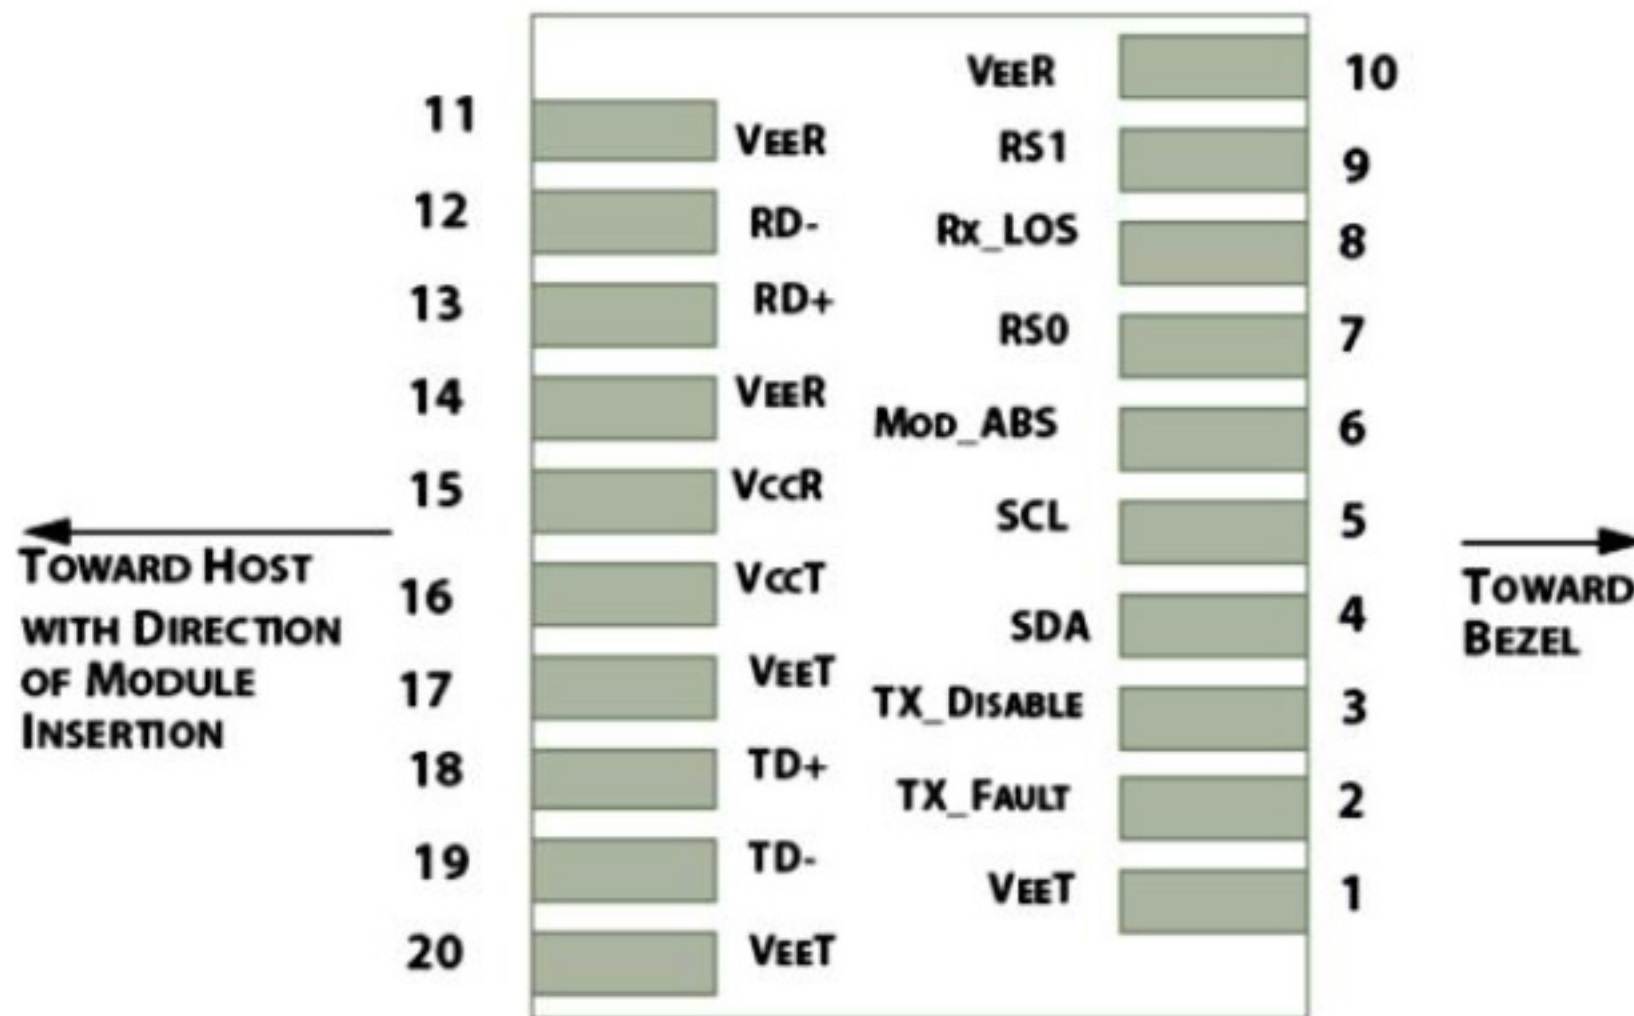 VEER 10
11 VEER
RS1 9
12 RD-
RX_LOS 8
13 RD+
RS0 7
14 VEER
MOD_ABS 6
15 VCCR
SCL 5
TOWARD HOST
WITH DIRECTION
OF MODULE
INSERTION
16 VCCT
TOWARD
BEZEL
SDA 4
17 VEET
TX_DISABLE 3
18 TD+
TX_FAULT 2
19 TD-
VEET 1
20 VEET